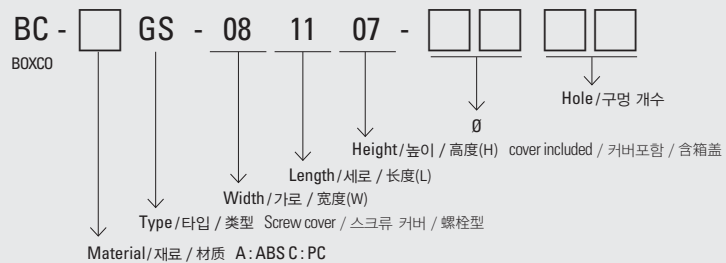 BC - GS - 08 11 07 -
BOXCO
Hole/구멍 개수
Ø
Height/높이 / 高度(H) cover included / 커버포함 / 含箱盖
Length/세로 / 长度(L)
Width/가로 / 宽度(W)
Type/타입 / 类型 Screw cover / 스크류 커버 / 螺栓型
Material/재료 / 材质 A : ABS C : PC